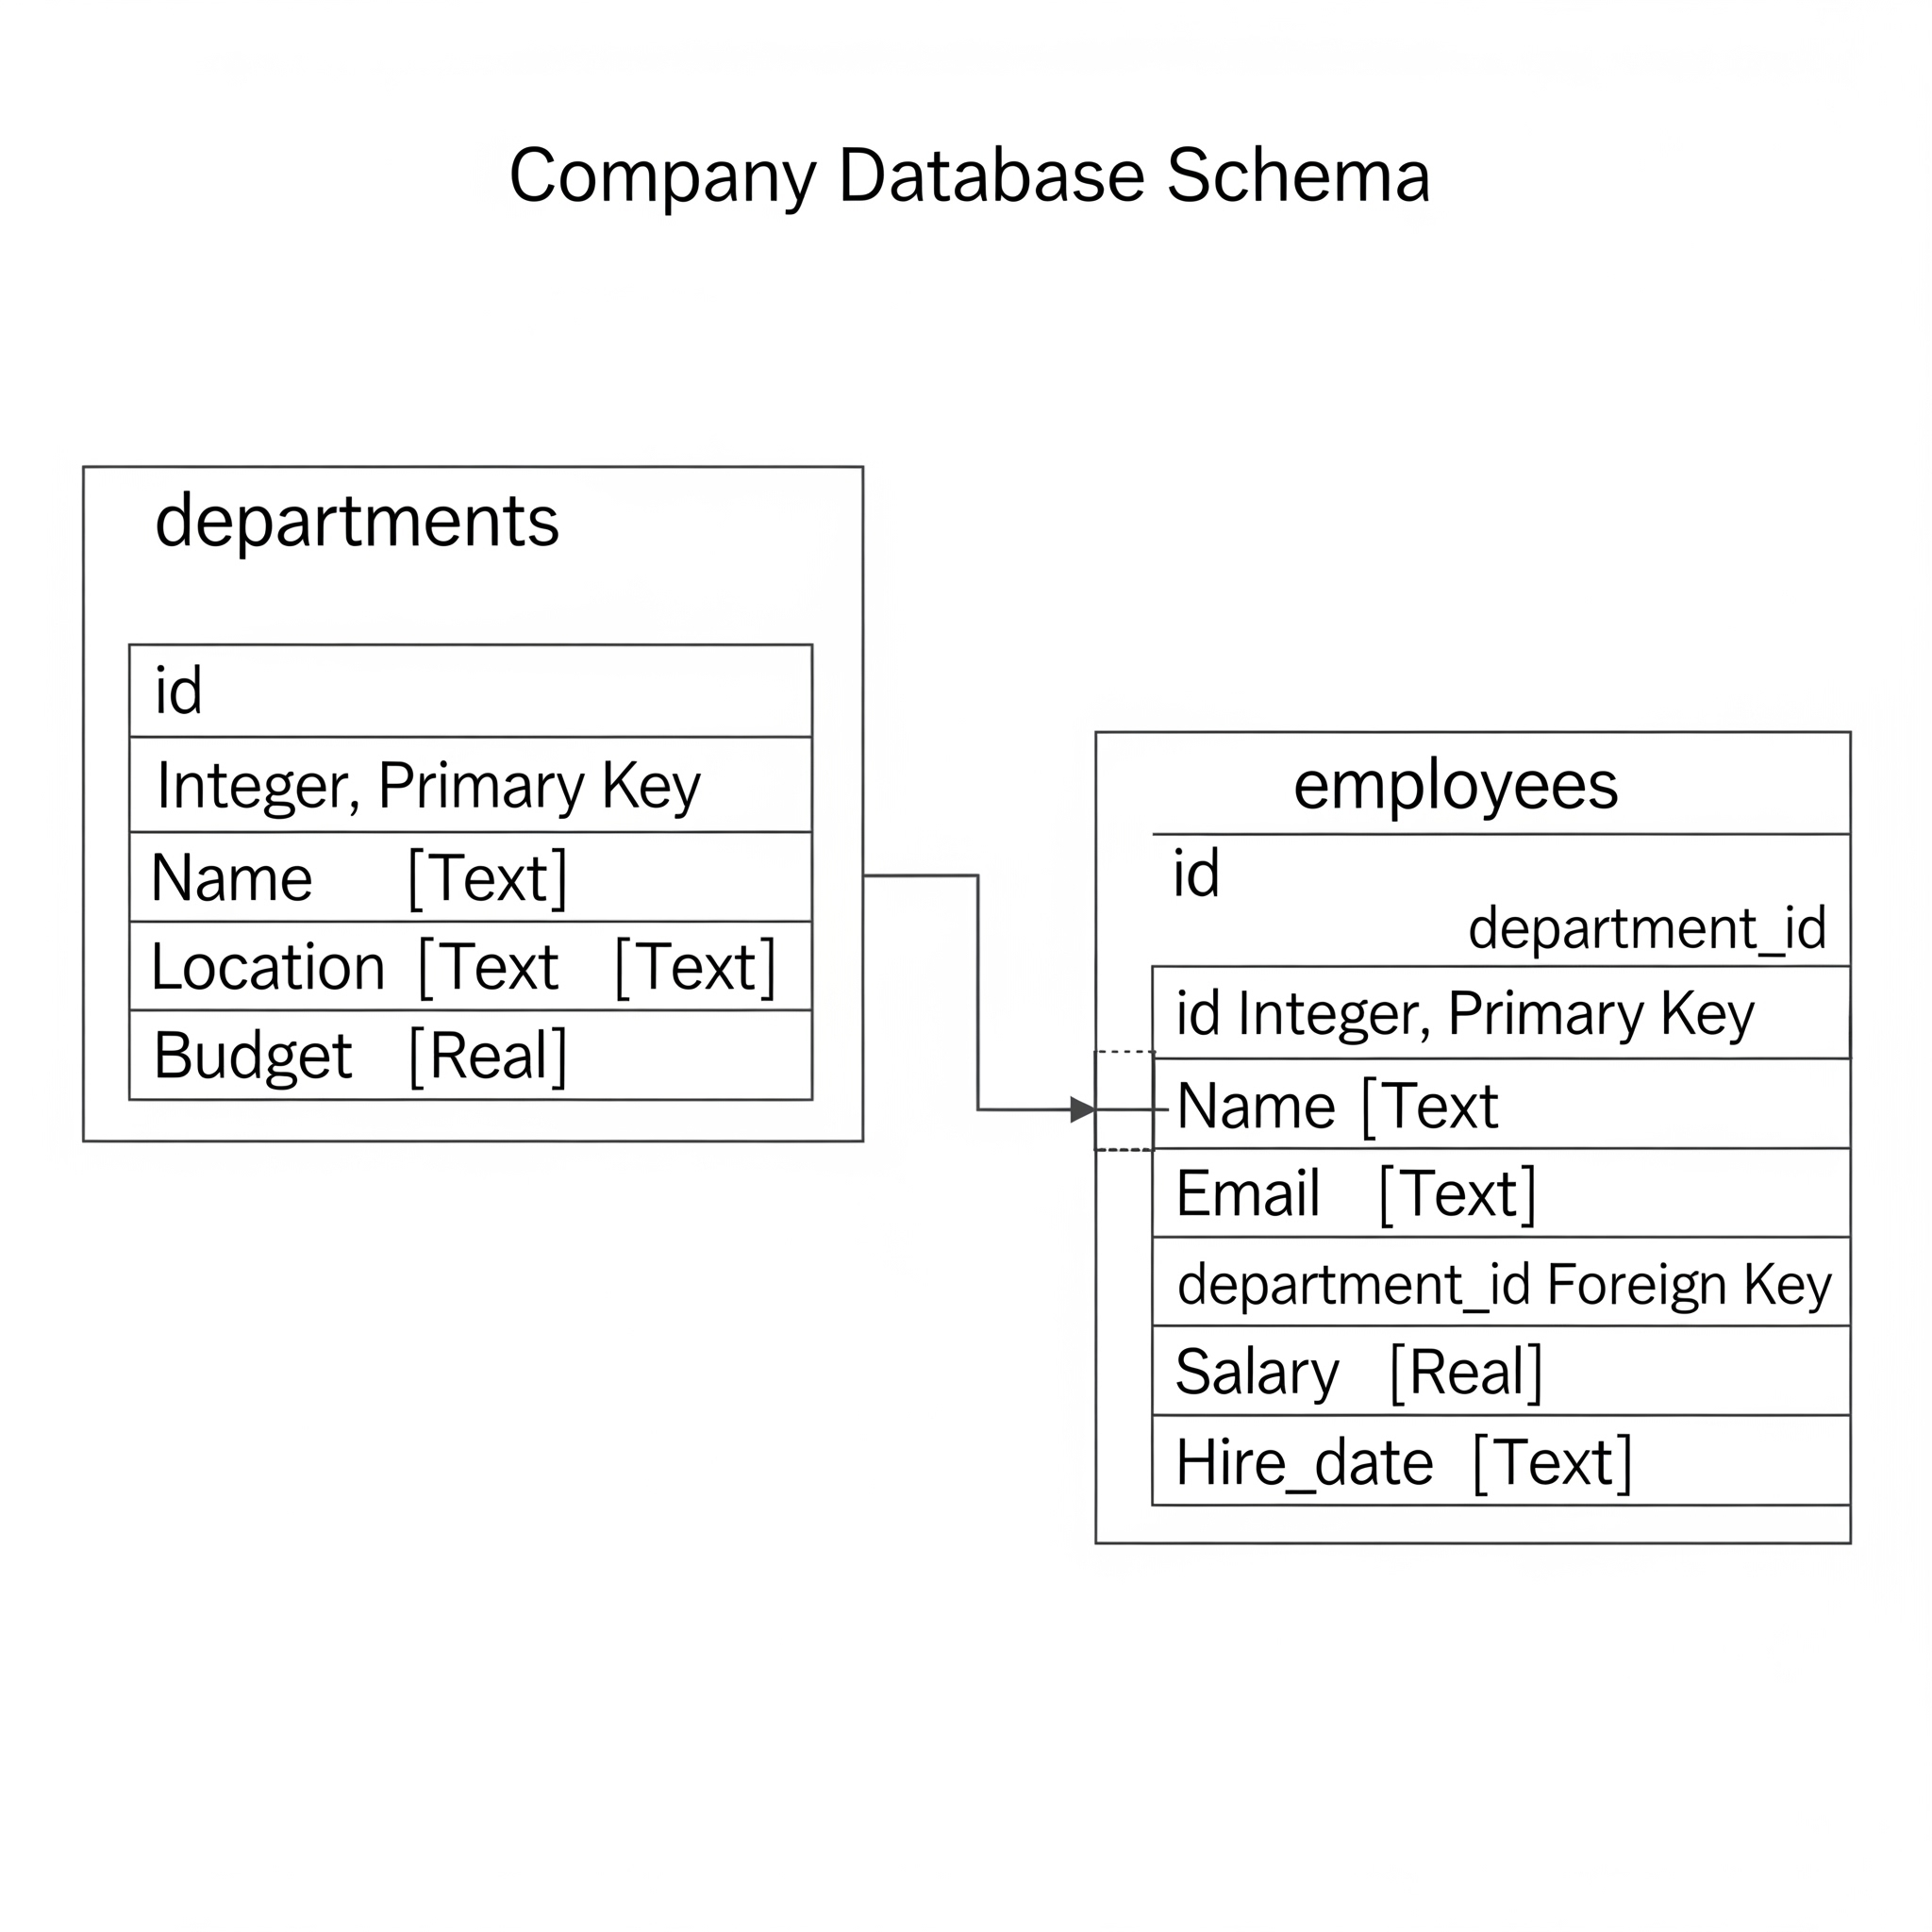 Company Database Schema
departments
id
Integer, Primary Key
Name [Text]
Location [Text [Text]
Budget [Real]
employees
id
department_id
id Integer, Primary Key
Name [Text
Email [Text]
department_id Foreign Key
Salary [Real]
Hire_date [Text]